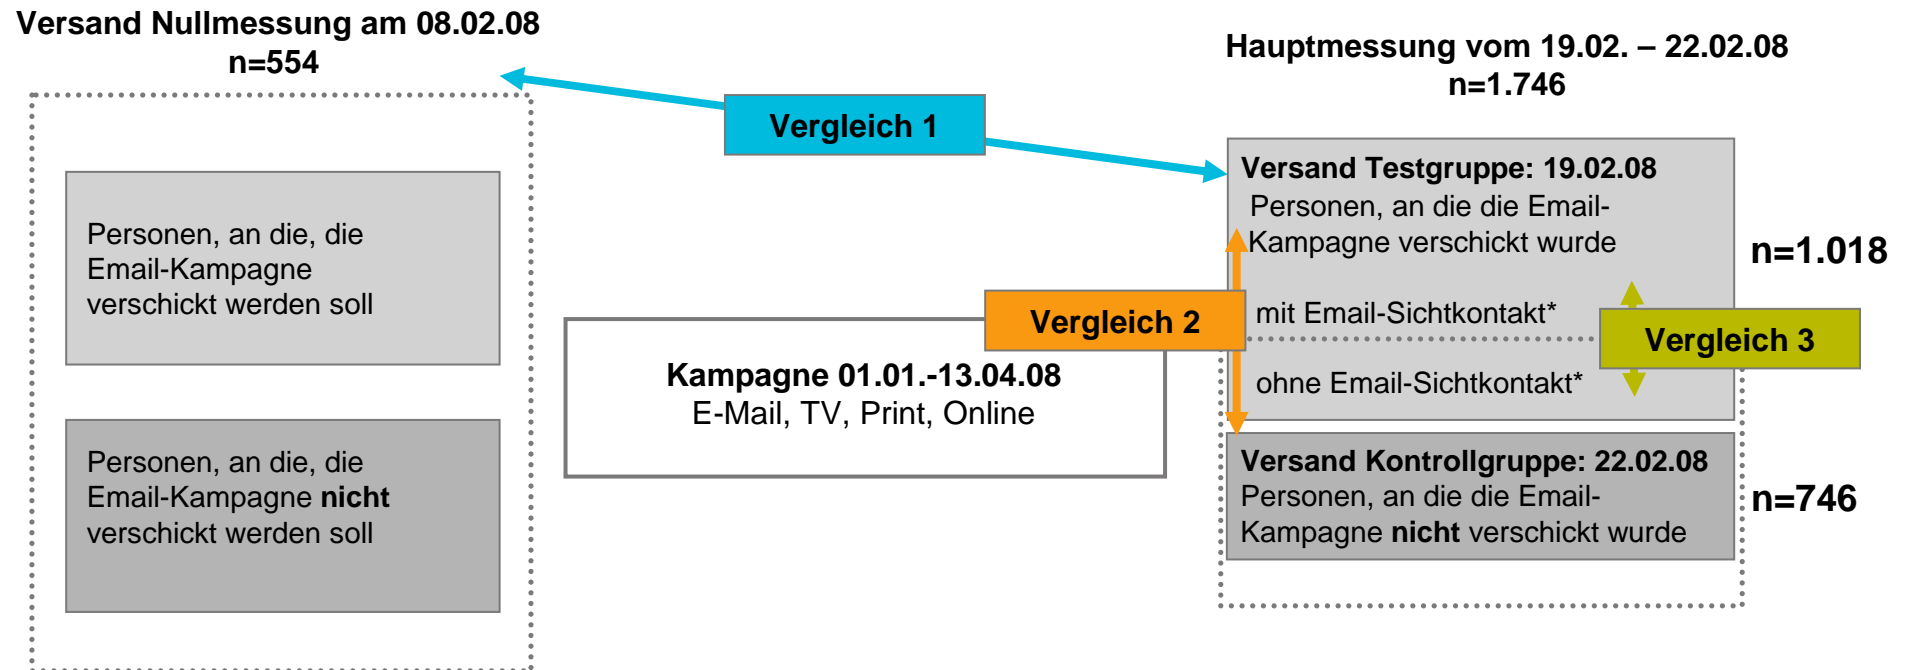 Versand Nullmessung am 08.02.08
n=554
Personen, an die, die
Email-Kampagne
verschickt werden soll
Personen, an die, die
Email-Kampagne nicht
verschickt werden soll
Vergleich 1
Vergleich 2
Kampagne 01.01.-13.04.08
E-Mail, TV, Print, Online
Hauptmessung vom 19.02. – 22.02.08
n=1.746
Versand Testgruppe: 19.02.08
Personen, an die die Email-
Kampagne verschickt wurde
n=1.018
mit Email-Sichtkontakt*
Vergleich 3
ohne Email-Sichtkontakt*
Versand Kontrollgruppe: 22.02.08
Personen, an die die Email-
Kampagne nicht verschickt wurde
n=746